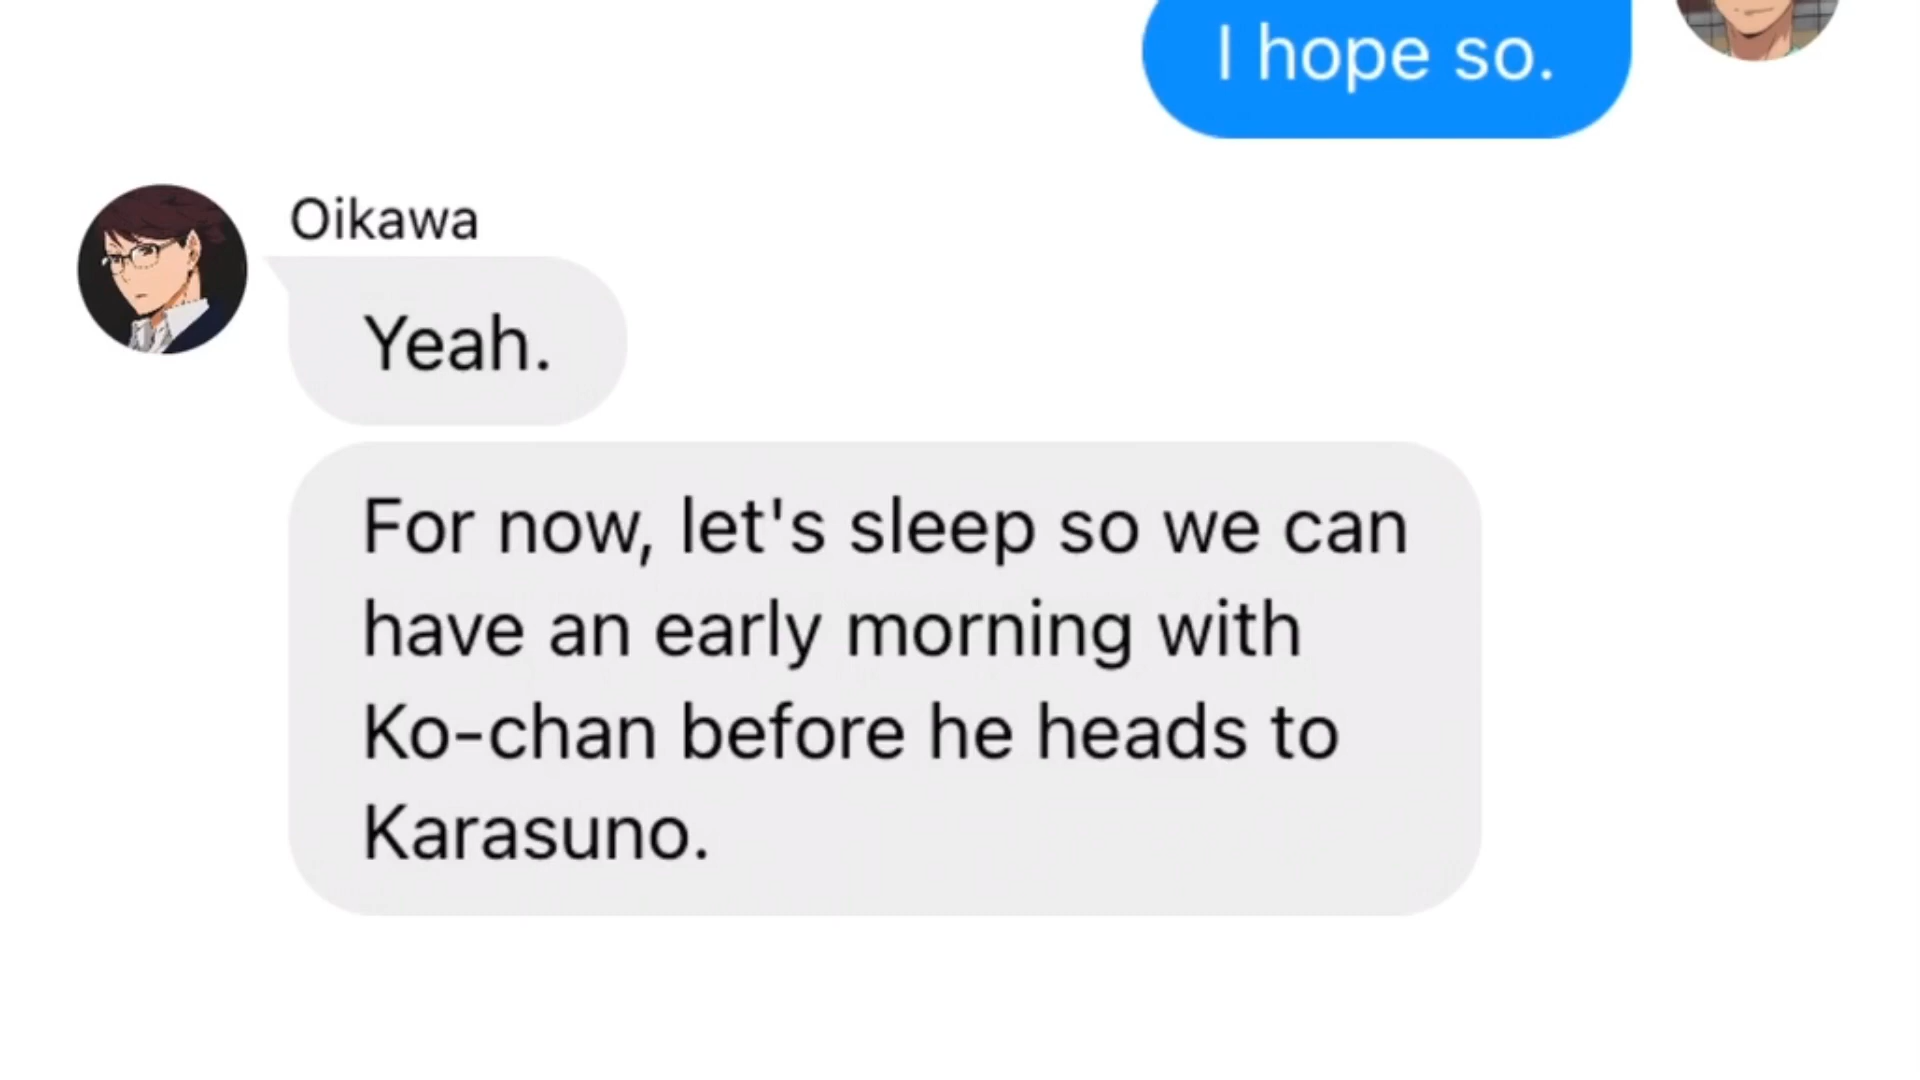 I hope so.
Oikawa
Yeah.
For now, let's sleep so we can
have an early morning with
Ko-chan before he heads to
Karasuno.